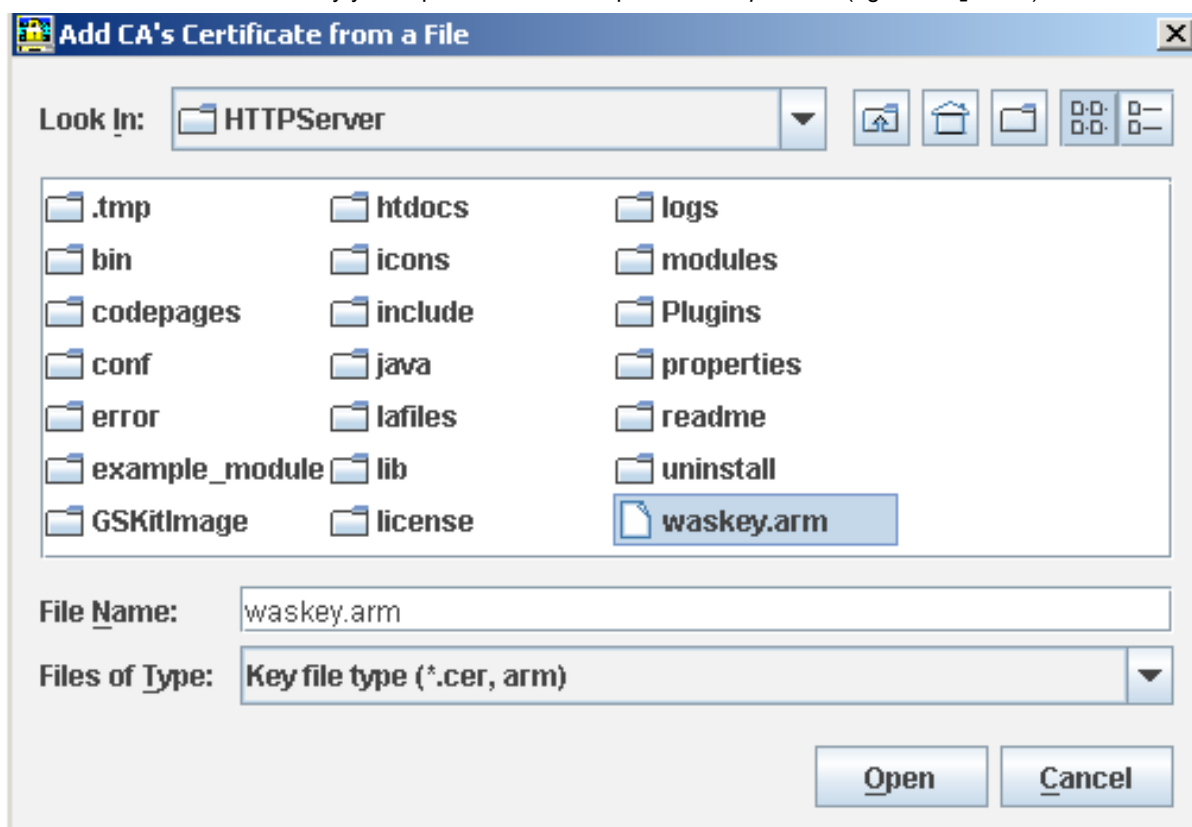 Add CA's Certificate from a File
Look In: HTTPServer
.tmp htdocs logs
bin icons modules
codepages include Plugins
conf java properties
error lafiles readme
example_module lib uninstall
GSKitImage license waskey.arm
File Name: waskey.arm
Files of Type: Key file type (*.cer, arm)
Open Cancel